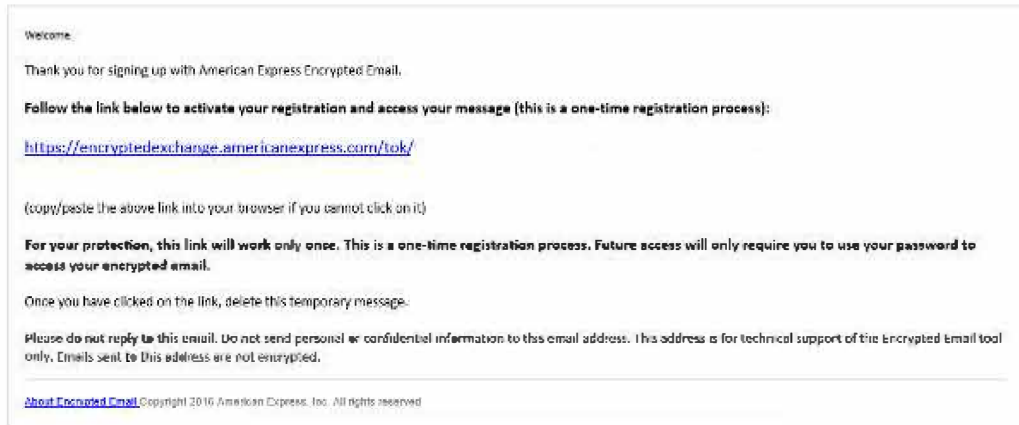 Welcome
Thank you for signing up with American Express Encrypted Email.
Follow the link below to activate your registration and access your message (this is a one-time registration process):
https://encryptedexchange.americanexpress.com/tok/
(copy/paste the above link into your browser if you cannot click on it)
For your protection, this link will work only once. This is a one-time registration process. Future access will only require you to use your password to
access your encrypted email.
Once you have clicked on the link, delete this temporary message.
Please do not reply to this email. Do not send personal or confidential information to this email address. This address is for technical support of the Encrypted Email tool
only. Emails sent to this address are not encrypted.
About Encrypted Email Copyright 2016 American Express, Inc. All rights reserved